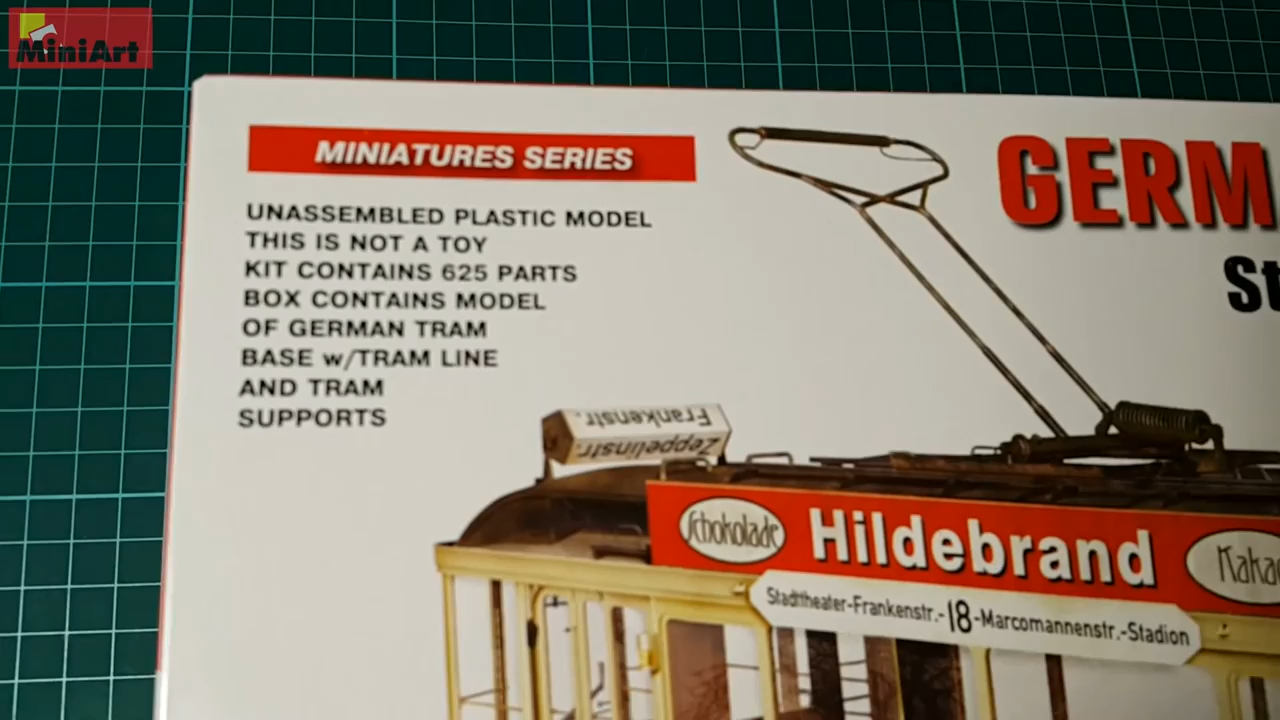 MiniArt
MINIATURES SERIES
UNASSEMBLED PLASTIC MODEL
THIS IS NOT A TOY
KIT CONTAINS 625 PARTS
BOX CONTAINS MODEL
OF GERMAN TRAM
BASE w/TRAM LINE
AND TRAM
SUPPORTS
GERM
St
Frankenstr.
Zeppelinstr.
Schokolade
Hildebrand
Kaka
Stadttheater-Frankenstr.-18-Marcomannenstr.-Stadion